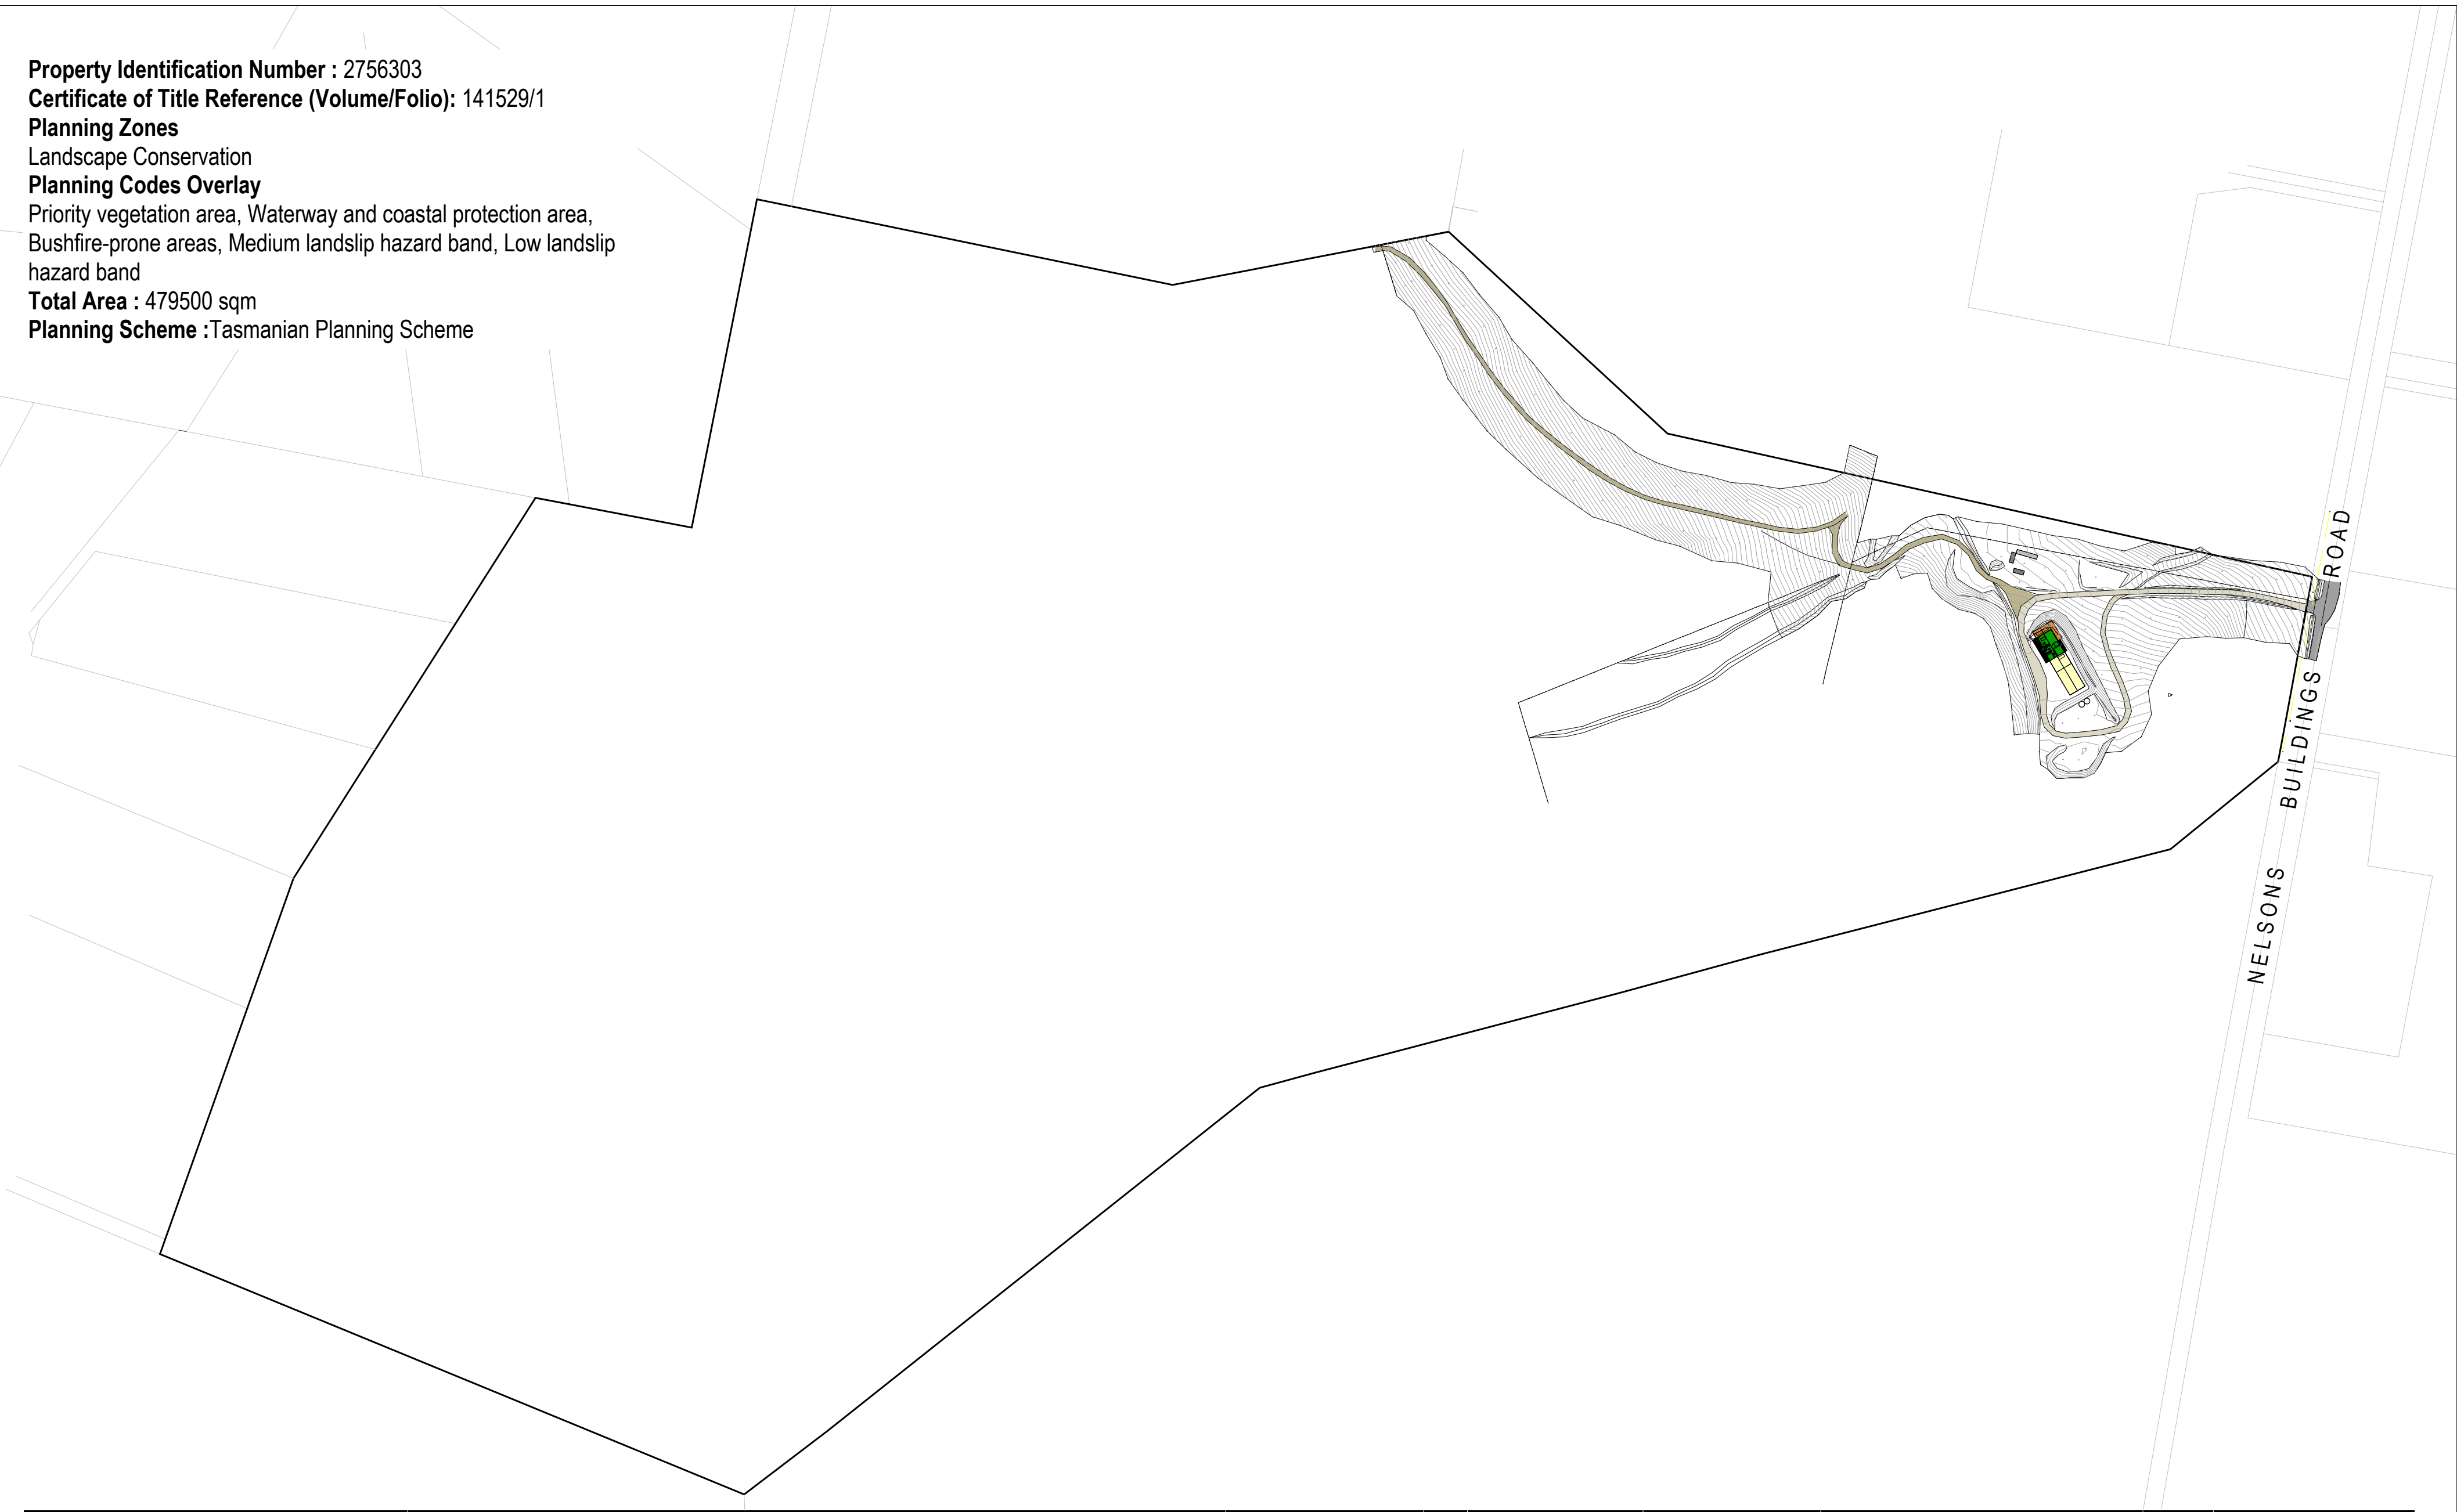 Property Identification Number : 2756303
Certificate of Title Reference (Volume/Folio): 141529/1
Planning Zones
Landscape Conservation
Planning Codes Overlay
Priority vegetation area, Waterway and coastal protection area,
Bushfire-prone areas, Medium landslip hazard band, Low landslip
hazard band
Total Area : 479500 sqm
Planning Scheme :Tasmanian Planning Scheme
NELSONS BUILDINGS ROAD